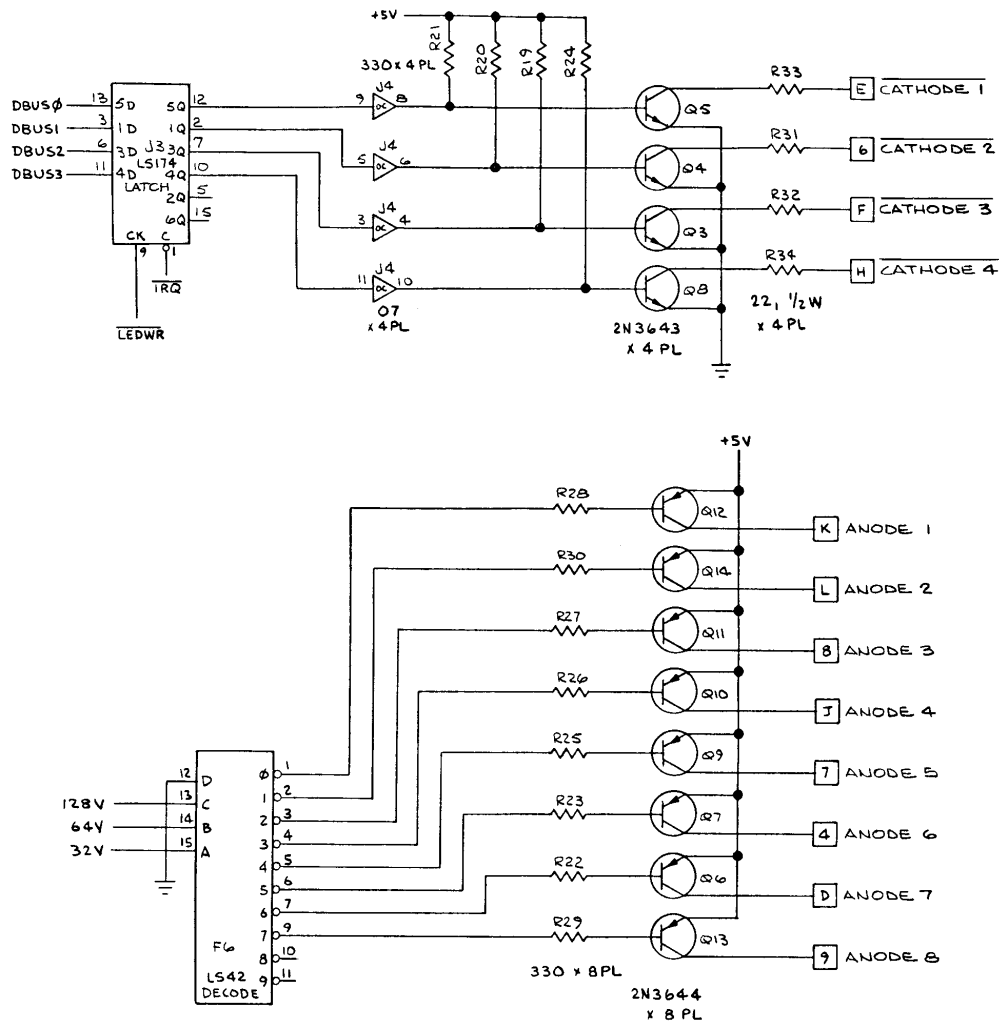 +5V
R21
R20
R19
R24
330 x 4 PL
R33
E CATHODE 1
J4
9 8
Q5
DBUSØ 13 5D 5Q 12
DBUS1 3 1D 1Q 2
DBUS2 6 3D J3 3Q 7
LS174
DBUS3 11 4D 4Q 10
LATCH
2Q 5
6Q 15
CK C
9 1
IRQ
LEDWR
J4
5 6
Q4
R31
6 CATHODE 2
J4
3 4
Q3
R32
F CATHODE 3
J4
11 10
Q8
R34
H CATHODE 4
07
x 4PL
2N3643
x 4 PL
22, 1/2W
x 4 PL
+5V
R28
Q12
K ANODE 1
R30
Q14
L ANODE 2
R27
Q11
8 ANODE 3
R26
Q10
J ANODE 4
R25
Q9
7 ANODE 5
R23
Q7
4 ANODE 6
R22
Q6
D ANODE 7
R29
Q13
9 ANODE 8
330 x 8PL
2N3644
x 8 PL
12 D
128V 13 C
64V 14 B
32V 15 A
Ø 1
1 2
2 3
3 4
4 5
5 6
6 7
7 9
8 10
9 11
F6
LS42
DECODE